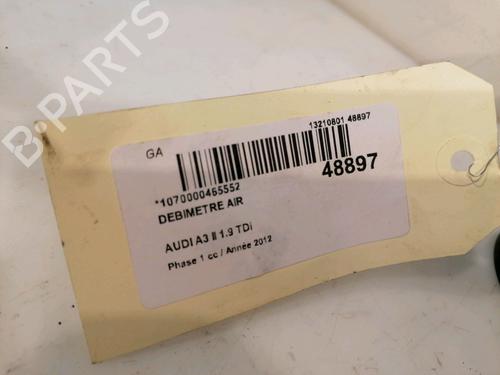 B-PARTS
GA
13210801 48897
*1070000465552
48897
DEBIMETRE AIR
AUDI A3 II 1.9 TDi
Phase 1 cc / Année 2012